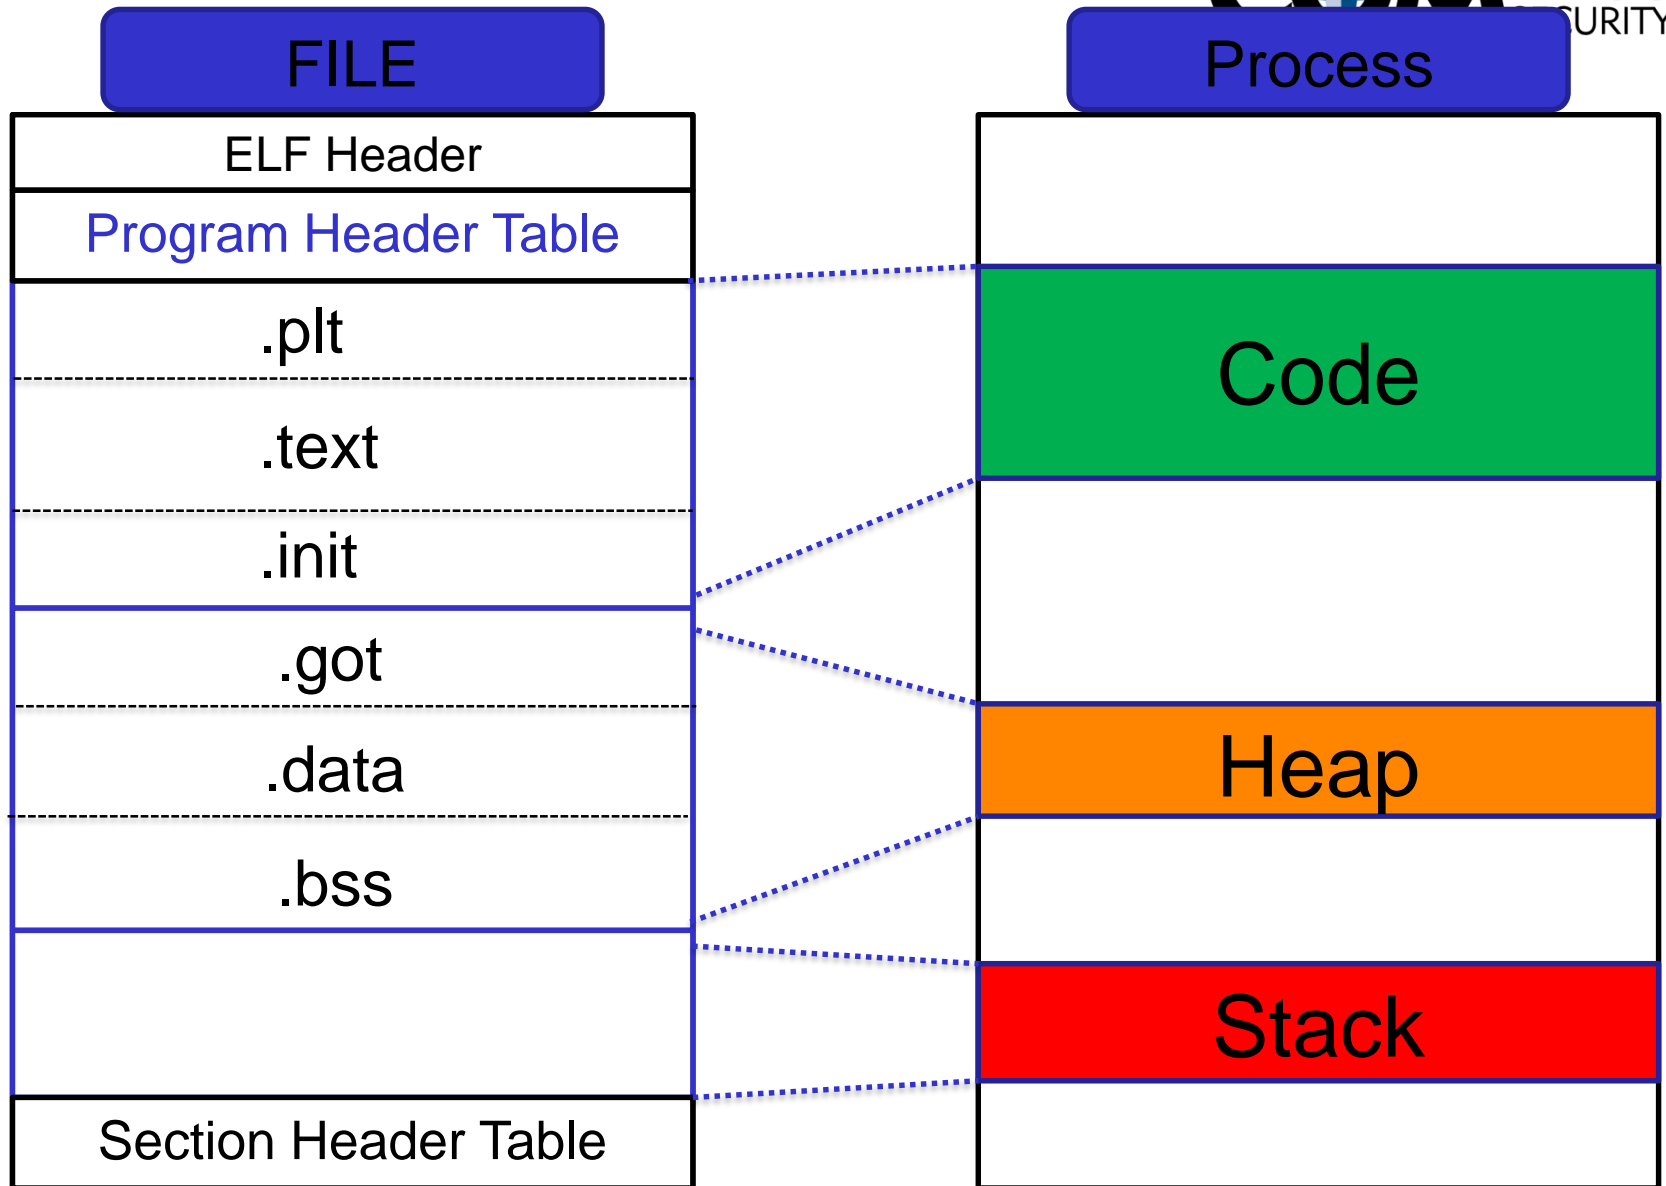 FILE
ELF Header
Program Header Table
.plt
.text
.init
.got
.data
.bss
Section Header Table
Process
Code
Heap
Stack